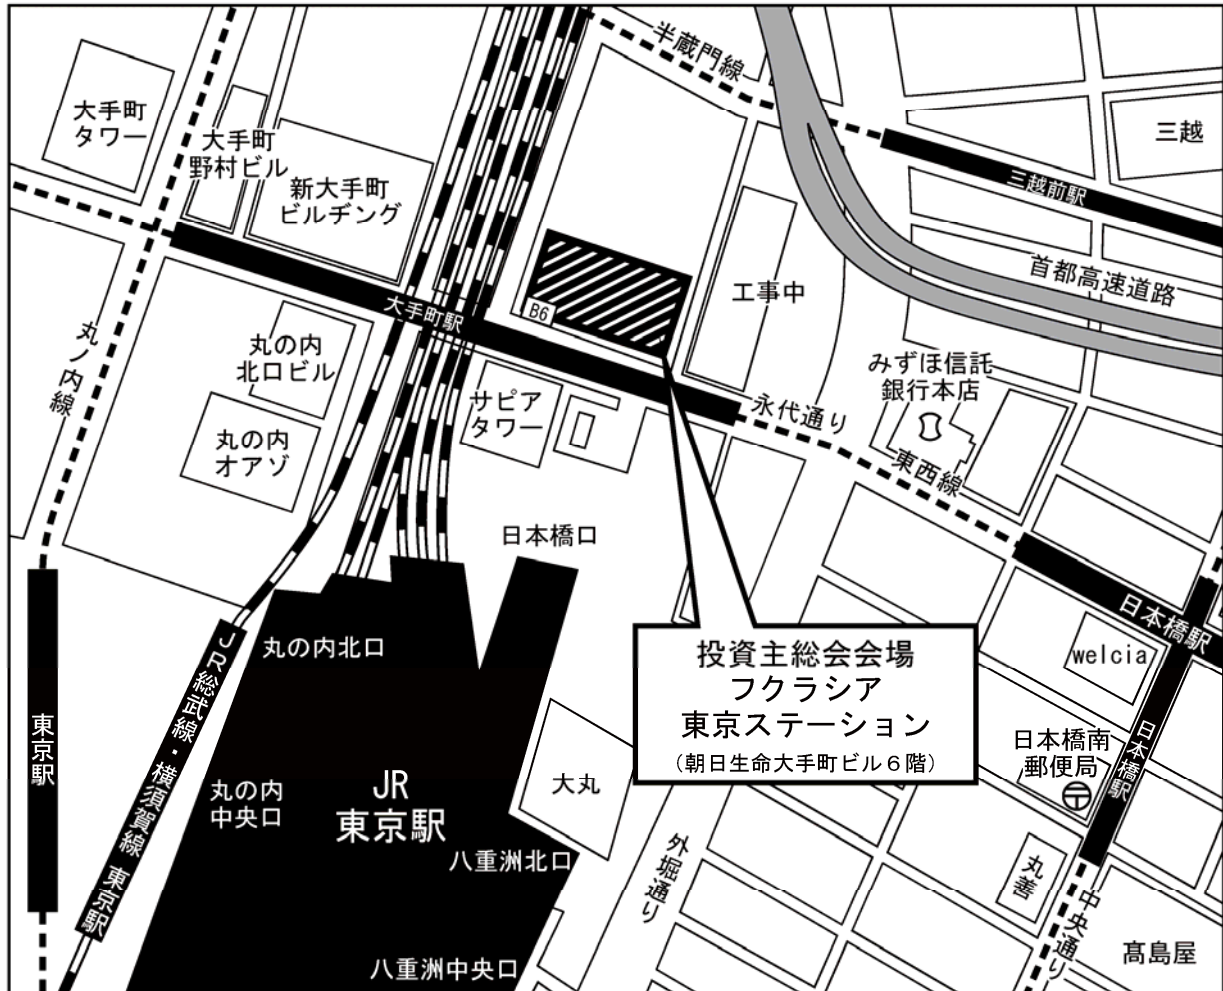 半蔵門線
大手町
タワー
大手町
野村ビル
新大手町
ビルヂング
三越
三越前駅
首都高速道路
工事中
B6
大手町駅
丸ノ内線
丸の内
北口ビル
丸の内
オアゾ
サピア
タワー
永代通り
みずほ信託
銀行本店
東西線
日本橋口
日本橋駅
丸の内北口
JR総武線・横須賀線 東京駅
投資主総会会場
フクラシア
東京ステーション
(朝日生命大手町ビル6階)
welcia
日本橋駅
東京駅
丸の内
中央口
JR
東京駅
大丸
日本橋南
郵便局
八重洲北口
外堀通り
丸善
中央通り
八重洲中央口
髙島屋